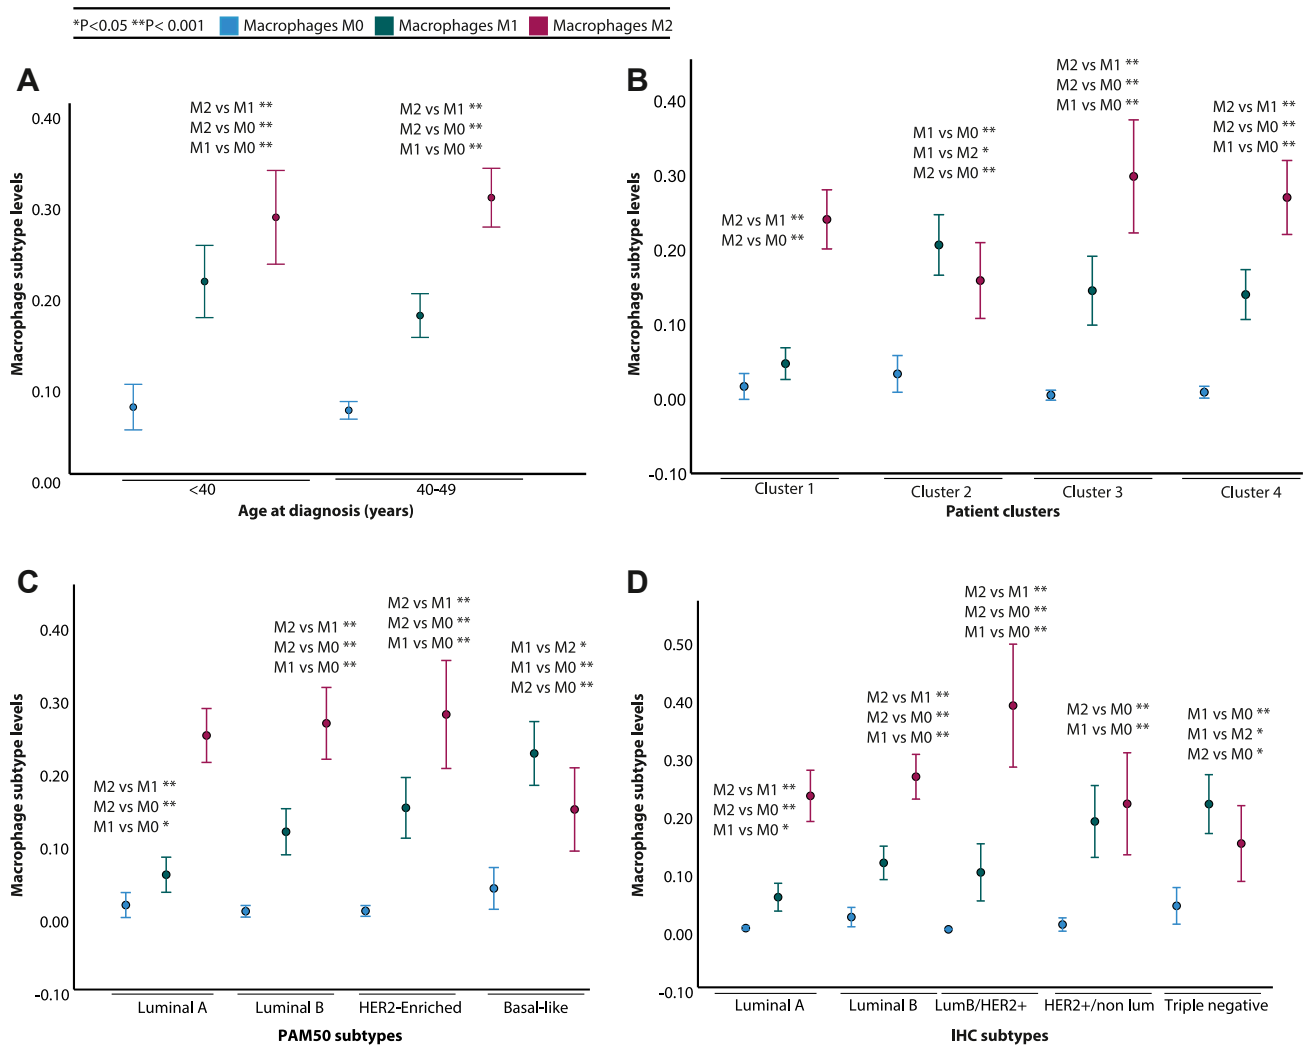 *P<0.05 **P< 0.001 Macrophages M0 Macrophages M1 Macrophages M2
A
M2 vs M1 **
M2 vs M0 **
M1 vs M0 **
M2 vs M1 **
M2 vs M0 **
M1 vs M0 **
Macrophage subtype levels
0.40
0.30
0.20
0.10
0.00
<40
40-49
Age at diagnosis (years)
B
M2 vs M1 **
M2 vs M0 **
M1 vs M0 **
M2 vs M1 **
M2 vs M0 **
M1 vs M2 *
M2 vs M0 **
M2 vs M1 **
M2 vs M0 **
M1 vs M0 **
M2 vs M1 **
M2 vs M0 **
M1 vs M0 **
Macrophage subtype levels
0.40
0.30
0.20
0.10
0.00
-0.10
Cluster 1
Cluster 2
Cluster 3
Cluster 4
Patient clusters
C
M2 vs M1 **
M2 vs M0 **
M1 vs M0 *
M2 vs M1 **
M2 vs M0 **
M1 vs M0 **
M2 vs M1 **
M2 vs M0 **
M1 vs M0 **
M1 vs M2 *
M1 vs M0 **
M2 vs M0 **
Macrophage subtype levels
0.40
0.30
0.20
0.10
0.00
-0.10
Luminal A
Luminal B
HER2-Enriched
Basal-like
PAM50 subtypes
D
M2 vs M1 **
M2 vs M0 **
M1 vs M0 *
M2 vs M1 **
M2 vs M0 **
M1 vs M0 **
M2 vs M1 **
M2 vs M0 **
M1 vs M0 **
M2 vs M0 **
M1 vs M0 **
M1 vs M0 **
M1 vs M2 *
M2 vs M0 *
Macrophage subtype levels
0.50
0.40
0.30
0.20
0.10
0.00
-0.10
Luminal A
Luminal B
LumB/HER2+
HER2+/non lum
Triple negative
IHC subtypes